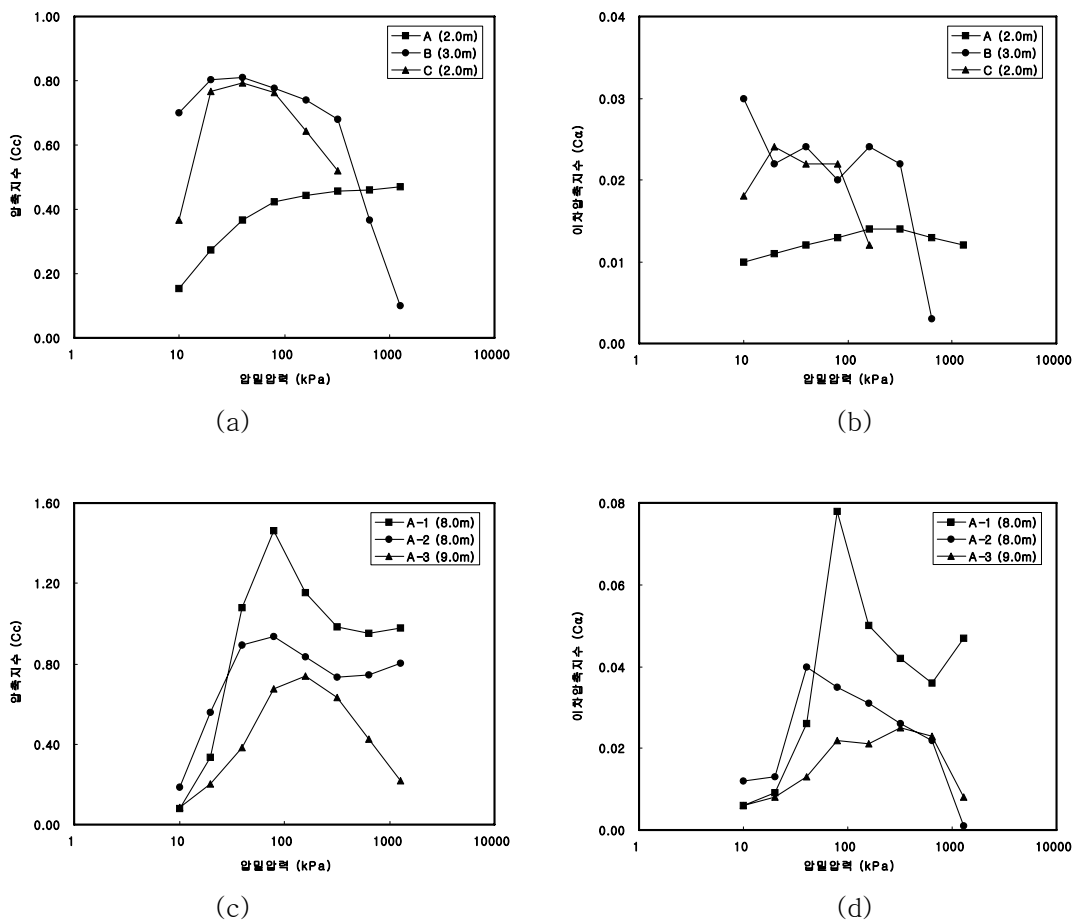 1.00
0.80
0.60
0.40
0.20
0.00
압축지수 (Cc)
A (2.0m)
B (3.0m)
C (2.0m)
1 10 100 1000 10000
압밀압력 (kPa)
(a)
0.04
0.03
0.02
0.01
0.00
이차압축지수 (Cα)
A (2.0m)
B (3.0m)
C (2.0m)
1 10 100 1000 10000
압밀압력 (kPa)
(b)
1.60
1.20
0.80
0.40
0.00
압축지수 (Cc)
A-1 (8.0m)
A-2 (8.0m)
A-3 (9.0m)
1 10 100 1000 10000
압밀압력 (kPa)
(c)
0.08
0.06
0.04
0.02
0.00
이차압축지수 (Cα)
A-1 (8.0m)
A-2 (8.0m)
A-3 (9.0m)
1 10 100 1000 10000
압밀압력 (kPa)
(d)